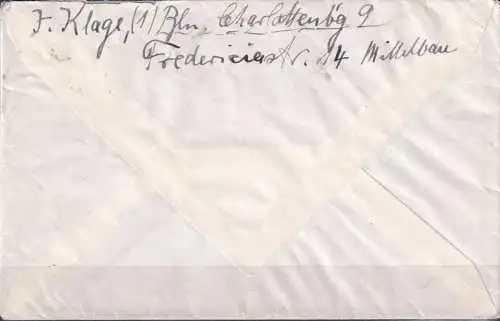 J. Klage, (1) Bln. Charlottenbg 9
Fredericiastr. 14 Mittelbau